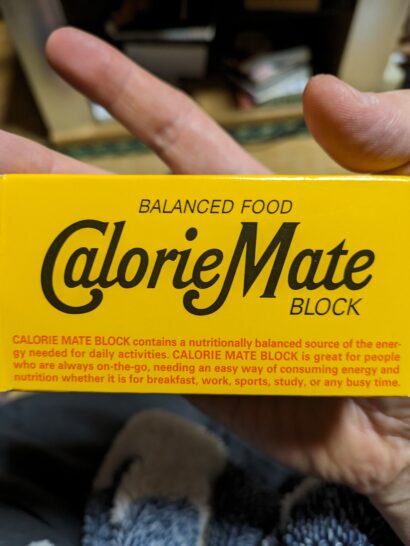 BALANCED FOOD
CalorieMate
BLOCK
CALORIE MATE BLOCK contains a nutritionally balanced source of the ener-
gy needed for daily activities. CALORIE MATE BLOCK is great for people
who are always on-the-go, needing an easy way of consuming energy and
nutrition whether it is for breakfast, work, sports, study, or any busy time.